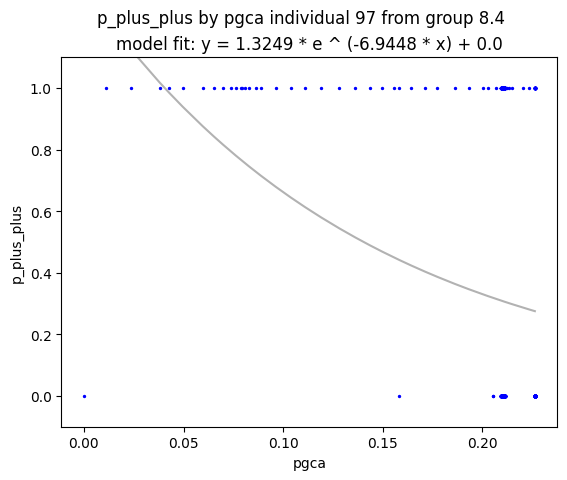 p_plus_plus by pgca individual 97 from group 8.4
model fit: y = 1.3249 * e ^ (-6.9448 * x) + 0.0
1.0
0.8
0.6
0.4
0.2
0.0
p_plus_plus
0.00 0.05 0.10 0.15 0.20
pgca